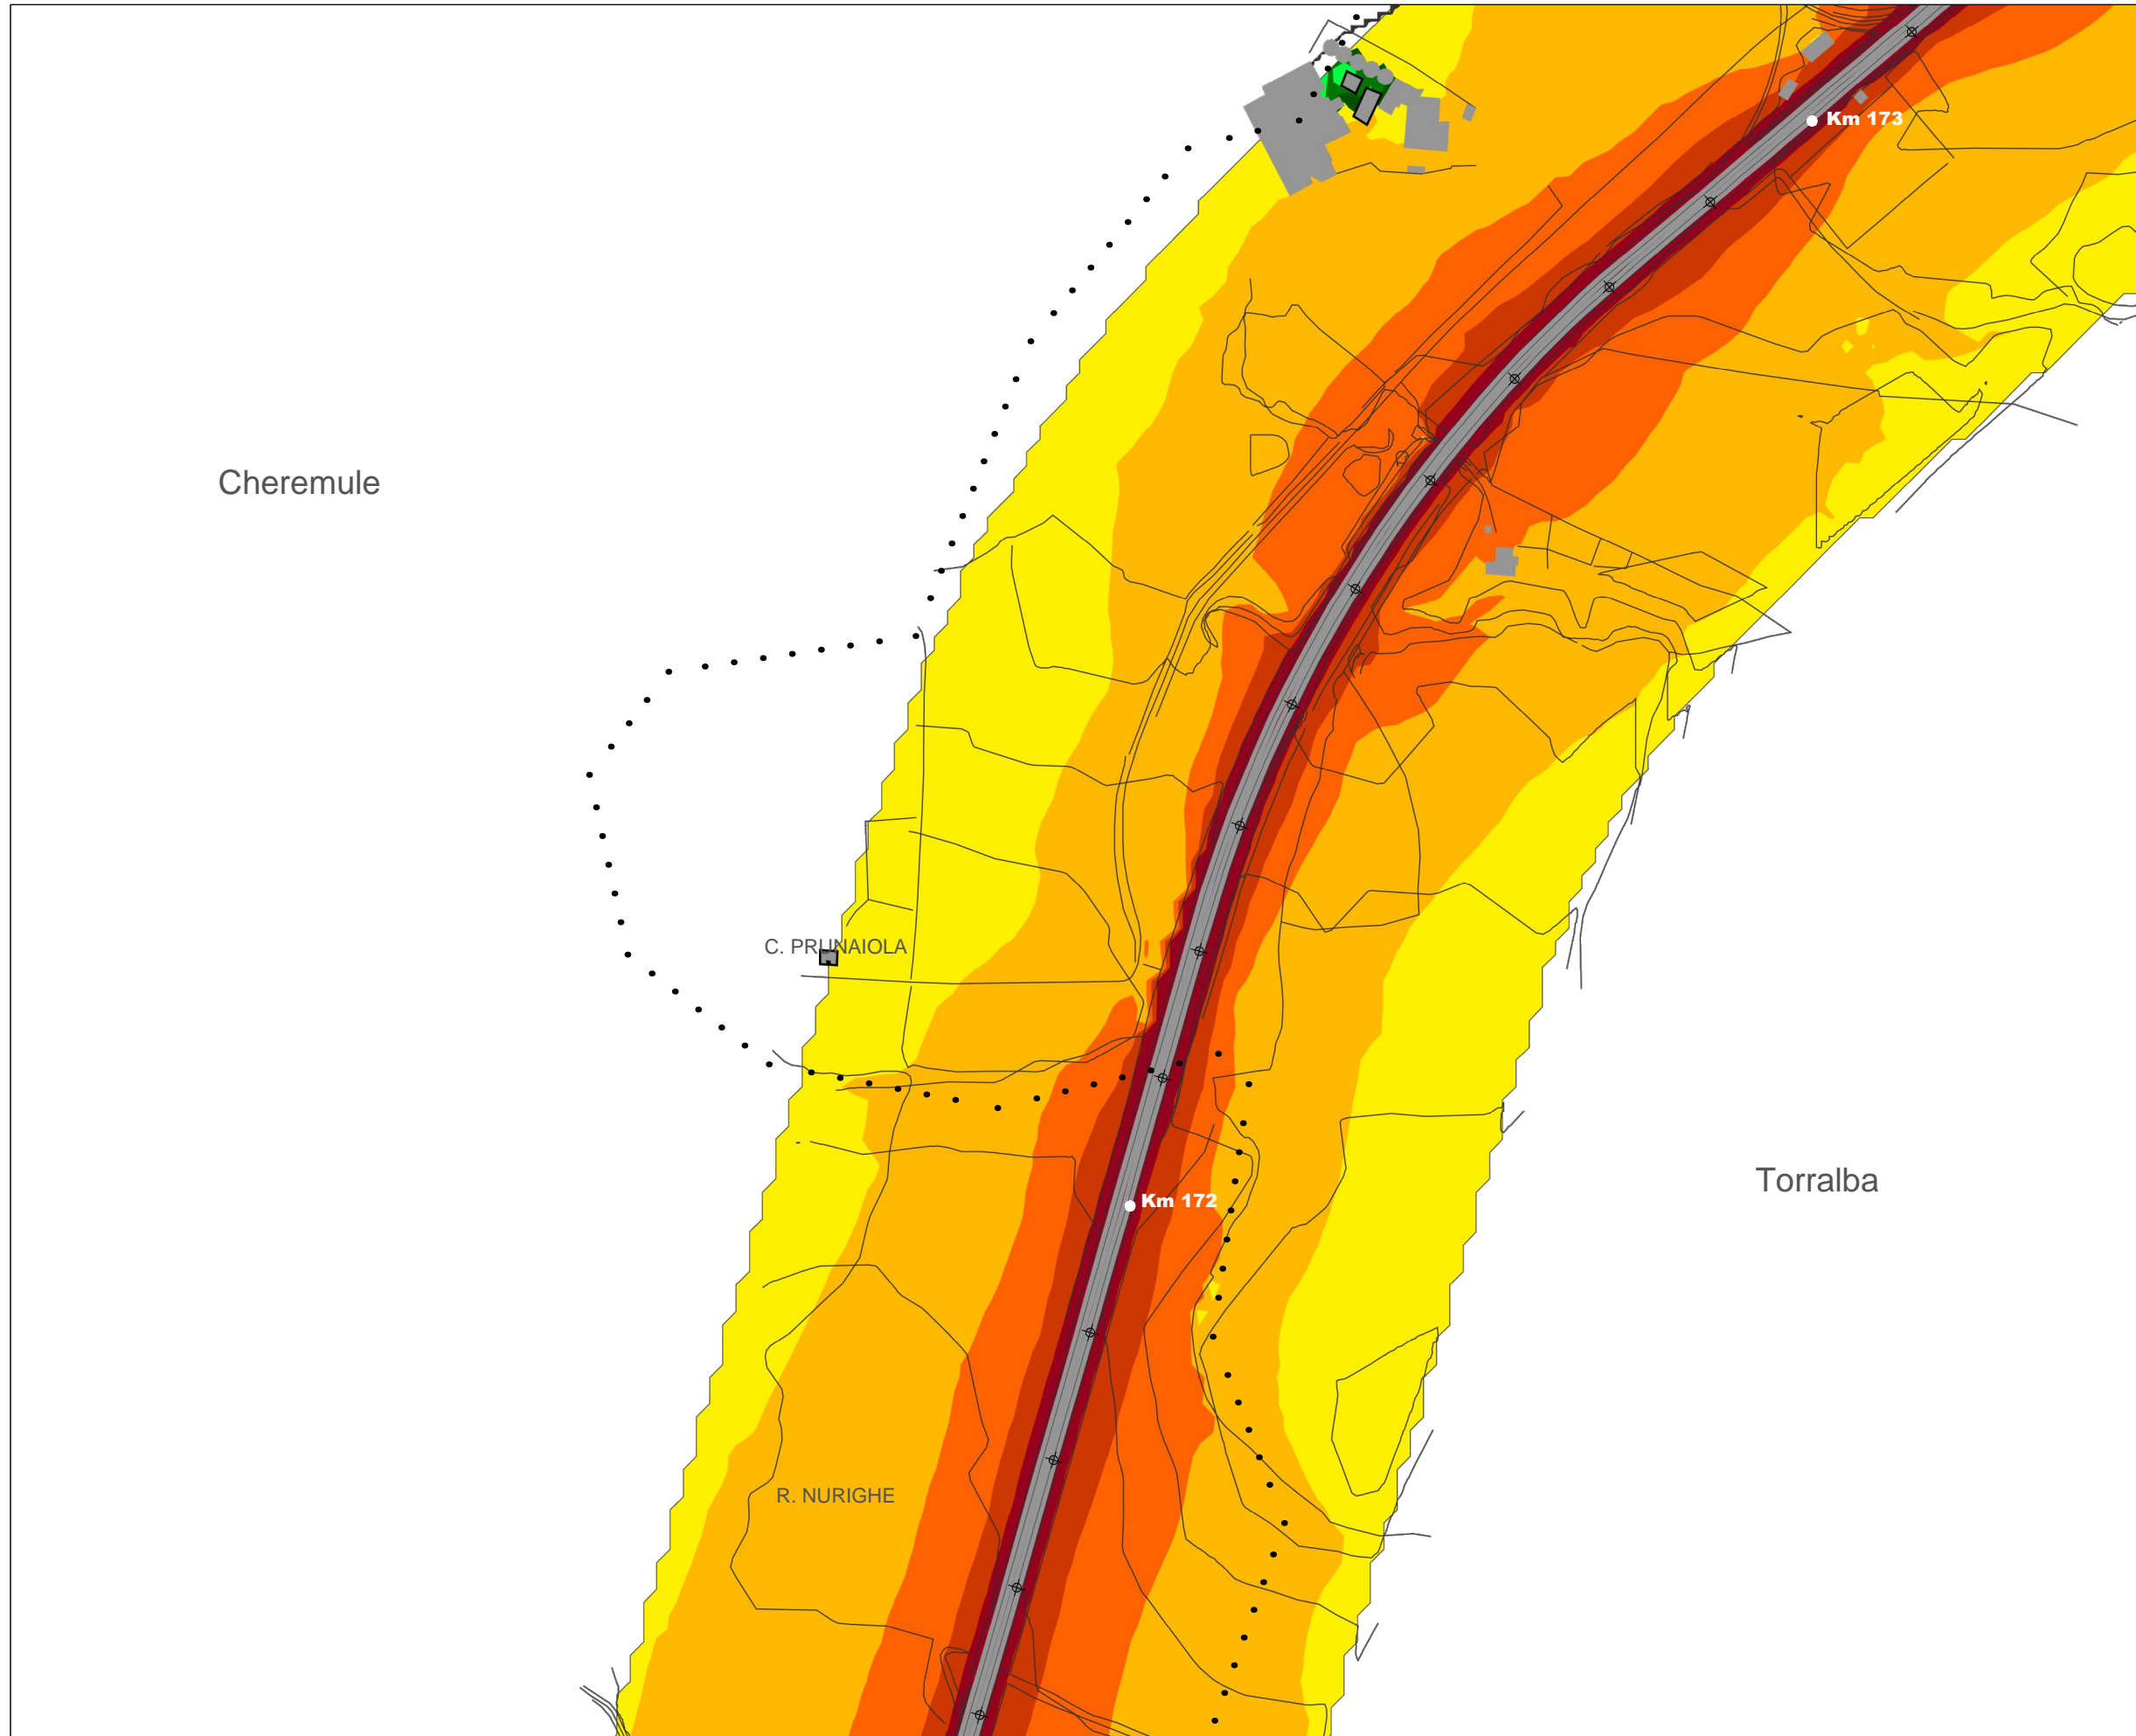 Km 173
Cheremule
C. PRUNAIOLA
Torralba
Km 172
R. NURIGHE